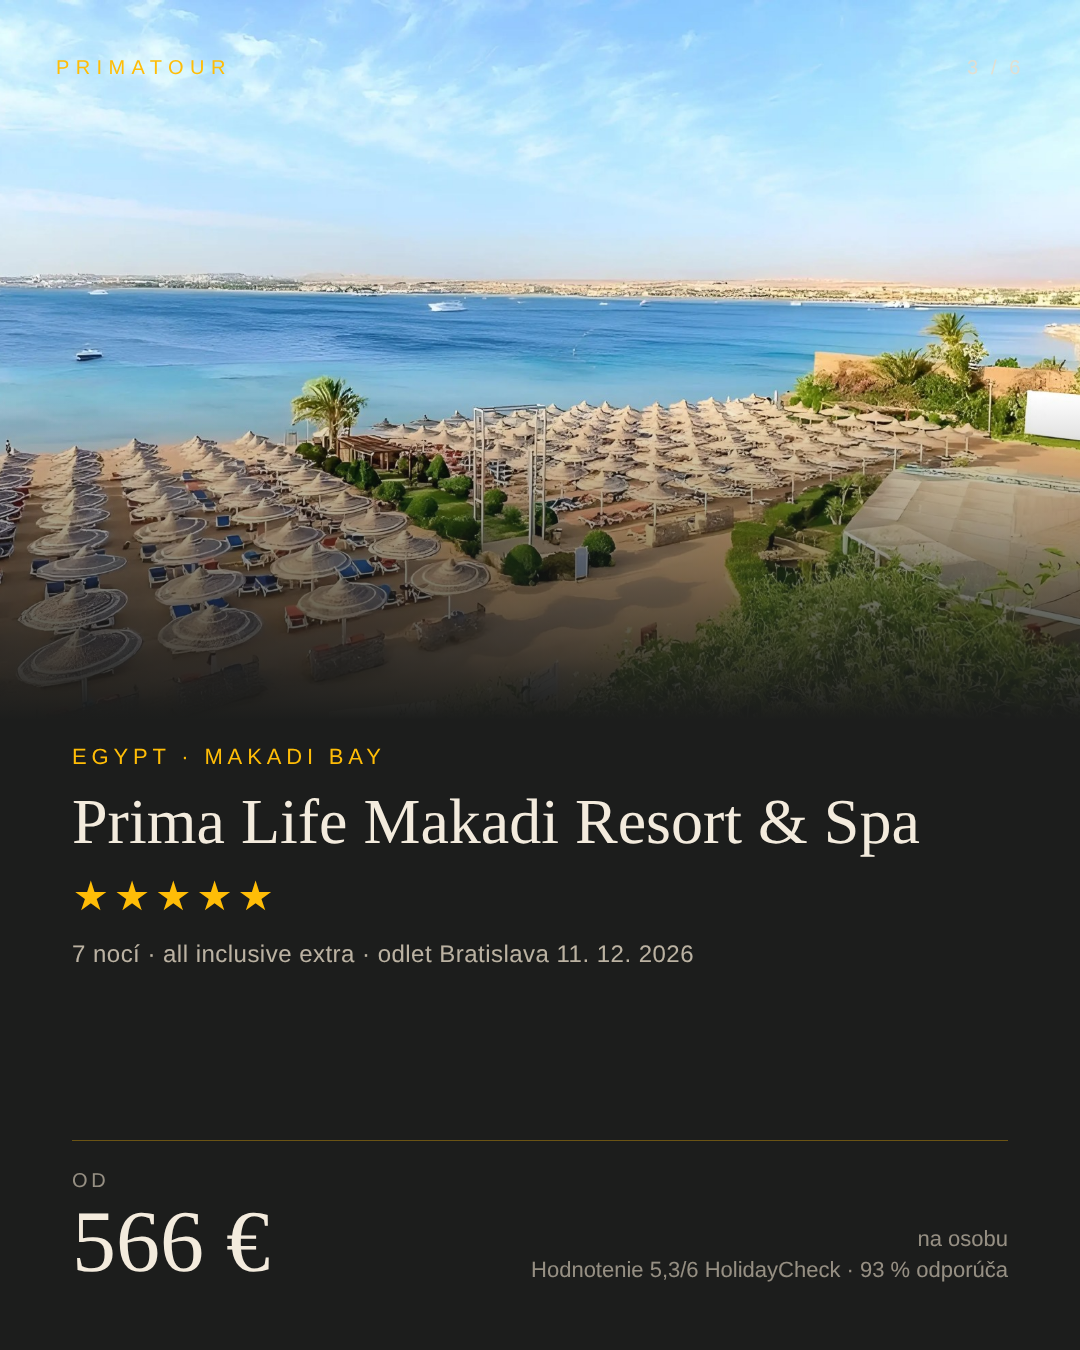 PRIMATOUR
EGYPT · MAKADI BAY
Prima Life Makadi Resort & Spa
★★★★★
7 nocí · all inclusive extra · odlet Bratislava 11. 12. 2026
OD
566 €
na osobu
Hodnotenie 5,3/6 HolidayCheck · 93 % odporúča